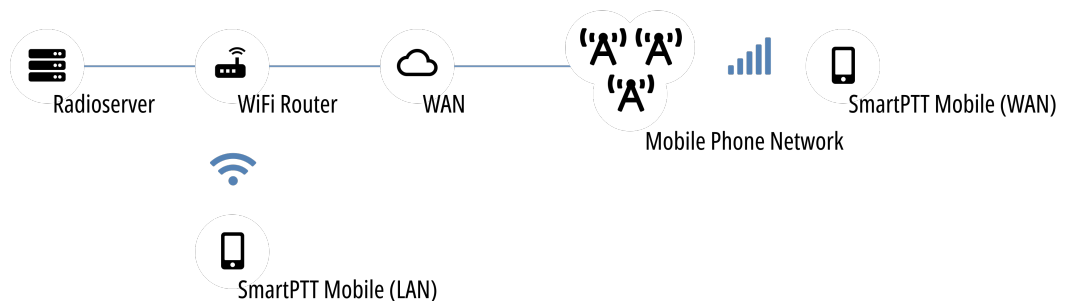 Radioserver
WiFi Router
WAN
SmartPTT Mobile (WAN)
Mobile Phone Network
SmartPTT Mobile (LAN)